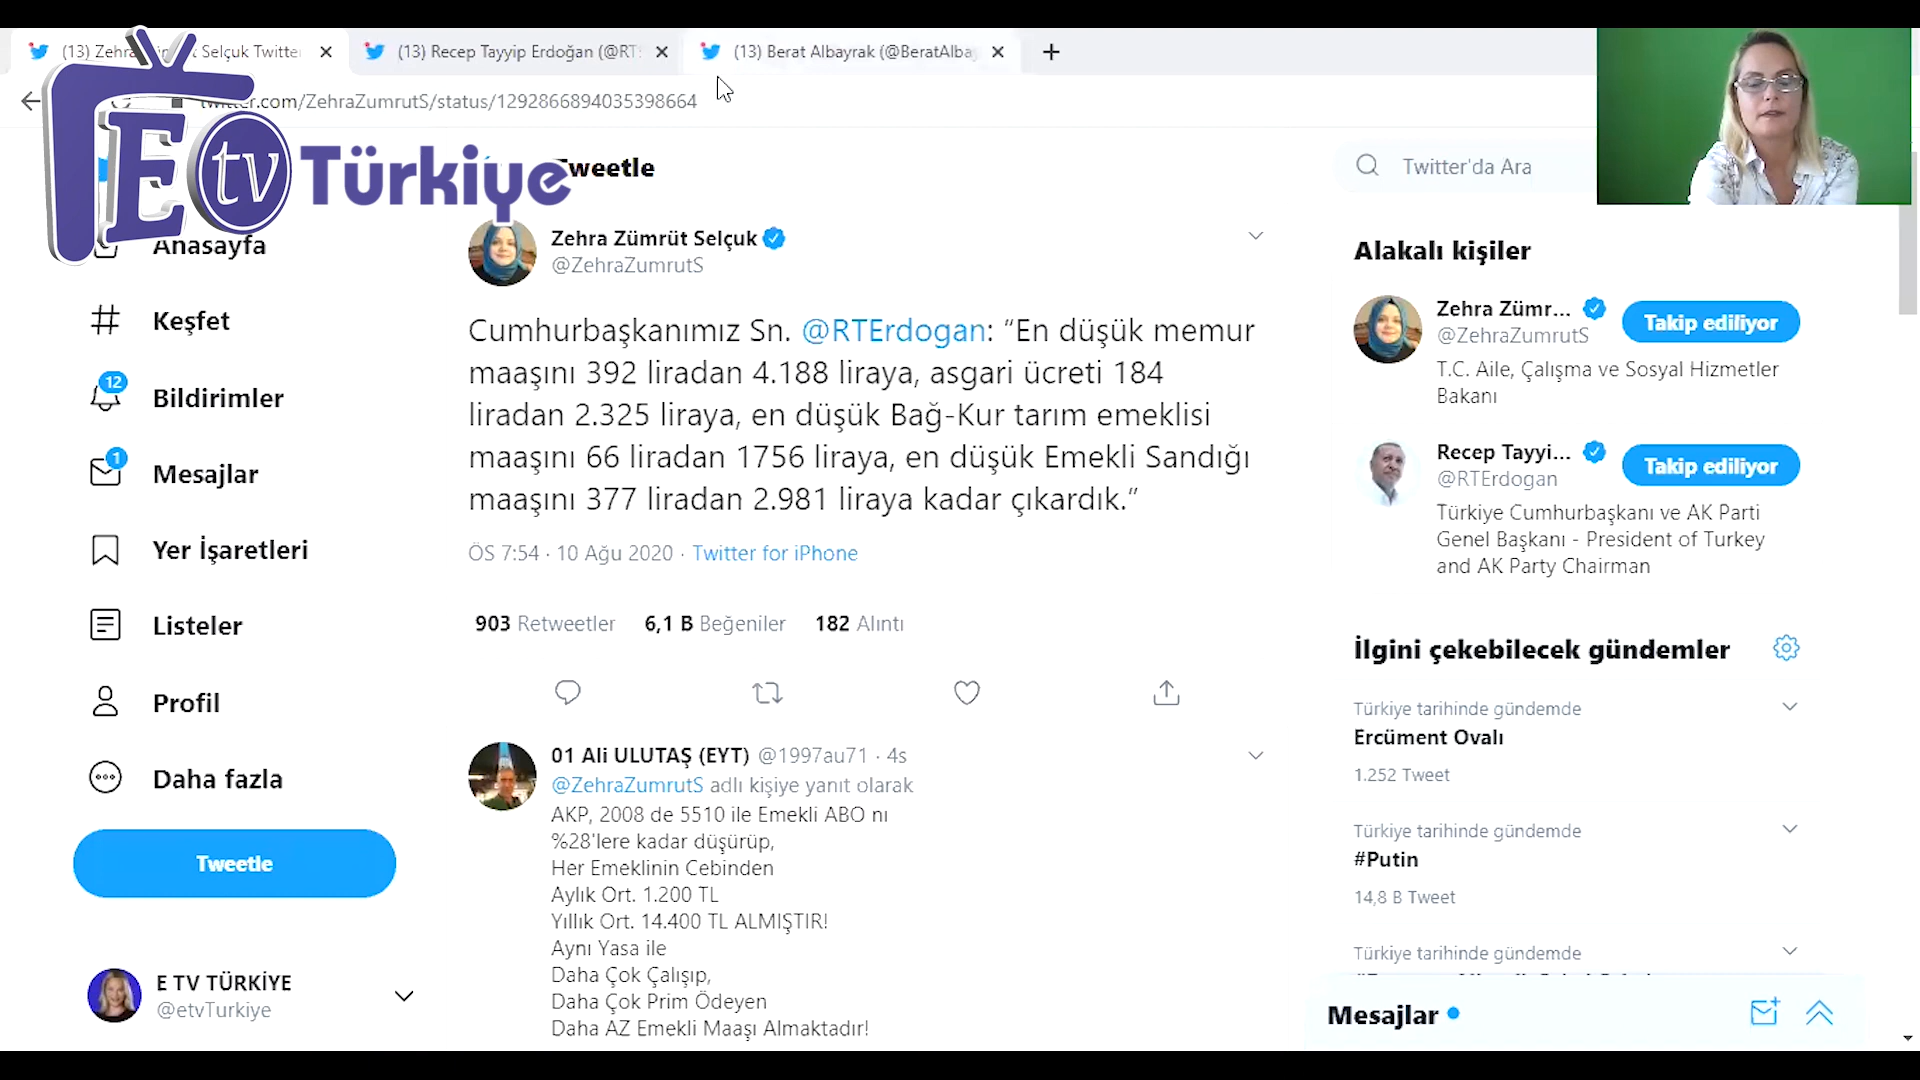 (13) Zehra Selçuk Twitter
(13) Recep Tayyip Erdoğan (@RT
(13) Berat Albayrak (@BeratAlba
twitter.com/ZehraZumrutS/status/1292866894035398664
E tv Türkiye
Tweetle
Twitter'da Ara
Anasayfa
Keşfet
12
Bildirimler
1
Mesajlar
Yer İşaretleri
Listeler
Profil
Daha fazla
Tweetle
E TV TÜRKİYE
@etvTurkiye
Zehra Zümrüt Selçuk
@ZehraZumrutS
Cumhurbaşkanımız Sn. @RTErdogan: “En düşük memur
maaşını 392 liradan 4.188 liraya, asgari ücreti 184
liradan 2.325 liraya, en düşük Bağ-Kur tarım emeklisi
maaşını 66 liradan 1756 liraya, en düşük Emekli Sandığı
maaşını 377 liradan 2.981 liraya kadar çıkardık.”
ÖS 7:54 · 10 Ağu 2020 · Twitter for iPhone
903 Retweetler 6,1 B Beğeniler 182 Alıntı
01 Ali ULUTAŞ (EYT) @1997au71 · 4s
@ZehraZumrutS adlı kişiye yanıt olarak
AKP, 2008 de 5510 ile Emekli ABO nı
%28'lere kadar düşürüp,
Her Emeklinin Cebinden
Aylık Ort. 1.200 TL
Yıllık Ort. 14.400 TL ALMIŞTIR!
Aynı Yasa ile
Daha Çok Çalışıp,
Daha Çok Prim Ödeyen
Daha AZ Emekli Maaşı Almaktadır!
Alakalı kişiler
Zehra Zümr...
@ZehraZumrutS
Takip ediliyor
T.C. Aile, Çalışma ve Sosyal Hizmetler
Bakanı
Recep Tayyi...
@RTErdogan
Takip ediliyor
Türkiye Cumhurbaşkanı ve AK Parti
Genel Başkanı - President of Turkey
and AK Party Chairman
İlgini çekebilecek gündemler
Türkiye tarihinde gündemde
Ercüment Ovalı
1.252 Tweet
Türkiye tarihinde gündemde
#Putin
14,8 B Tweet
Türkiye tarihinde gündemde
Mesajlar